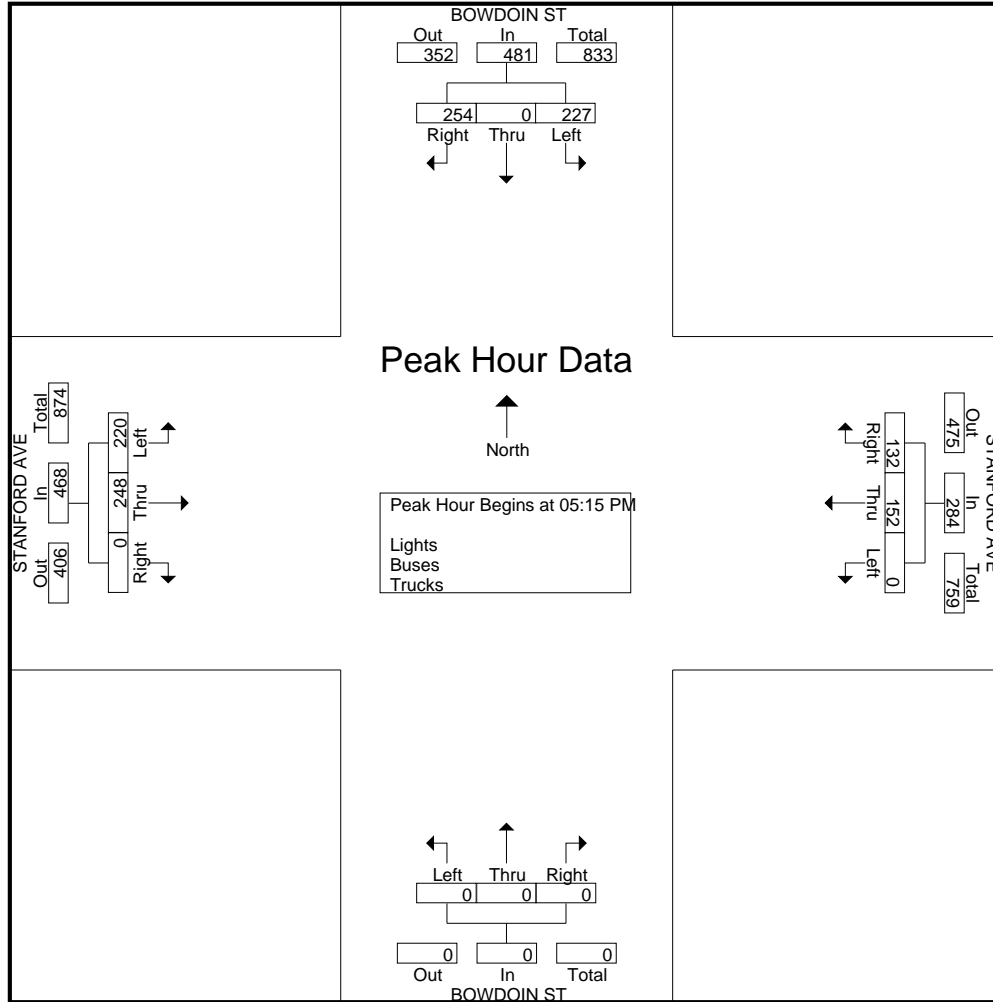 BOWDOIN ST
Out In Total
352 481 833
254 0 227
Right Thru Left
Peak Hour Data
North
Peak Hour Begins at 05:15 PM
Lights
Buses
Trucks
STANFORD AVE
Total In Out
874 468 406
220 248 0
Left Thru Right
STANFORD AVE
Out In Total
475 284 759
132 152 0
Right Thru Left
Left Thru Right
0 0 0
0 0 0
Out In Total
BOWDOIN ST